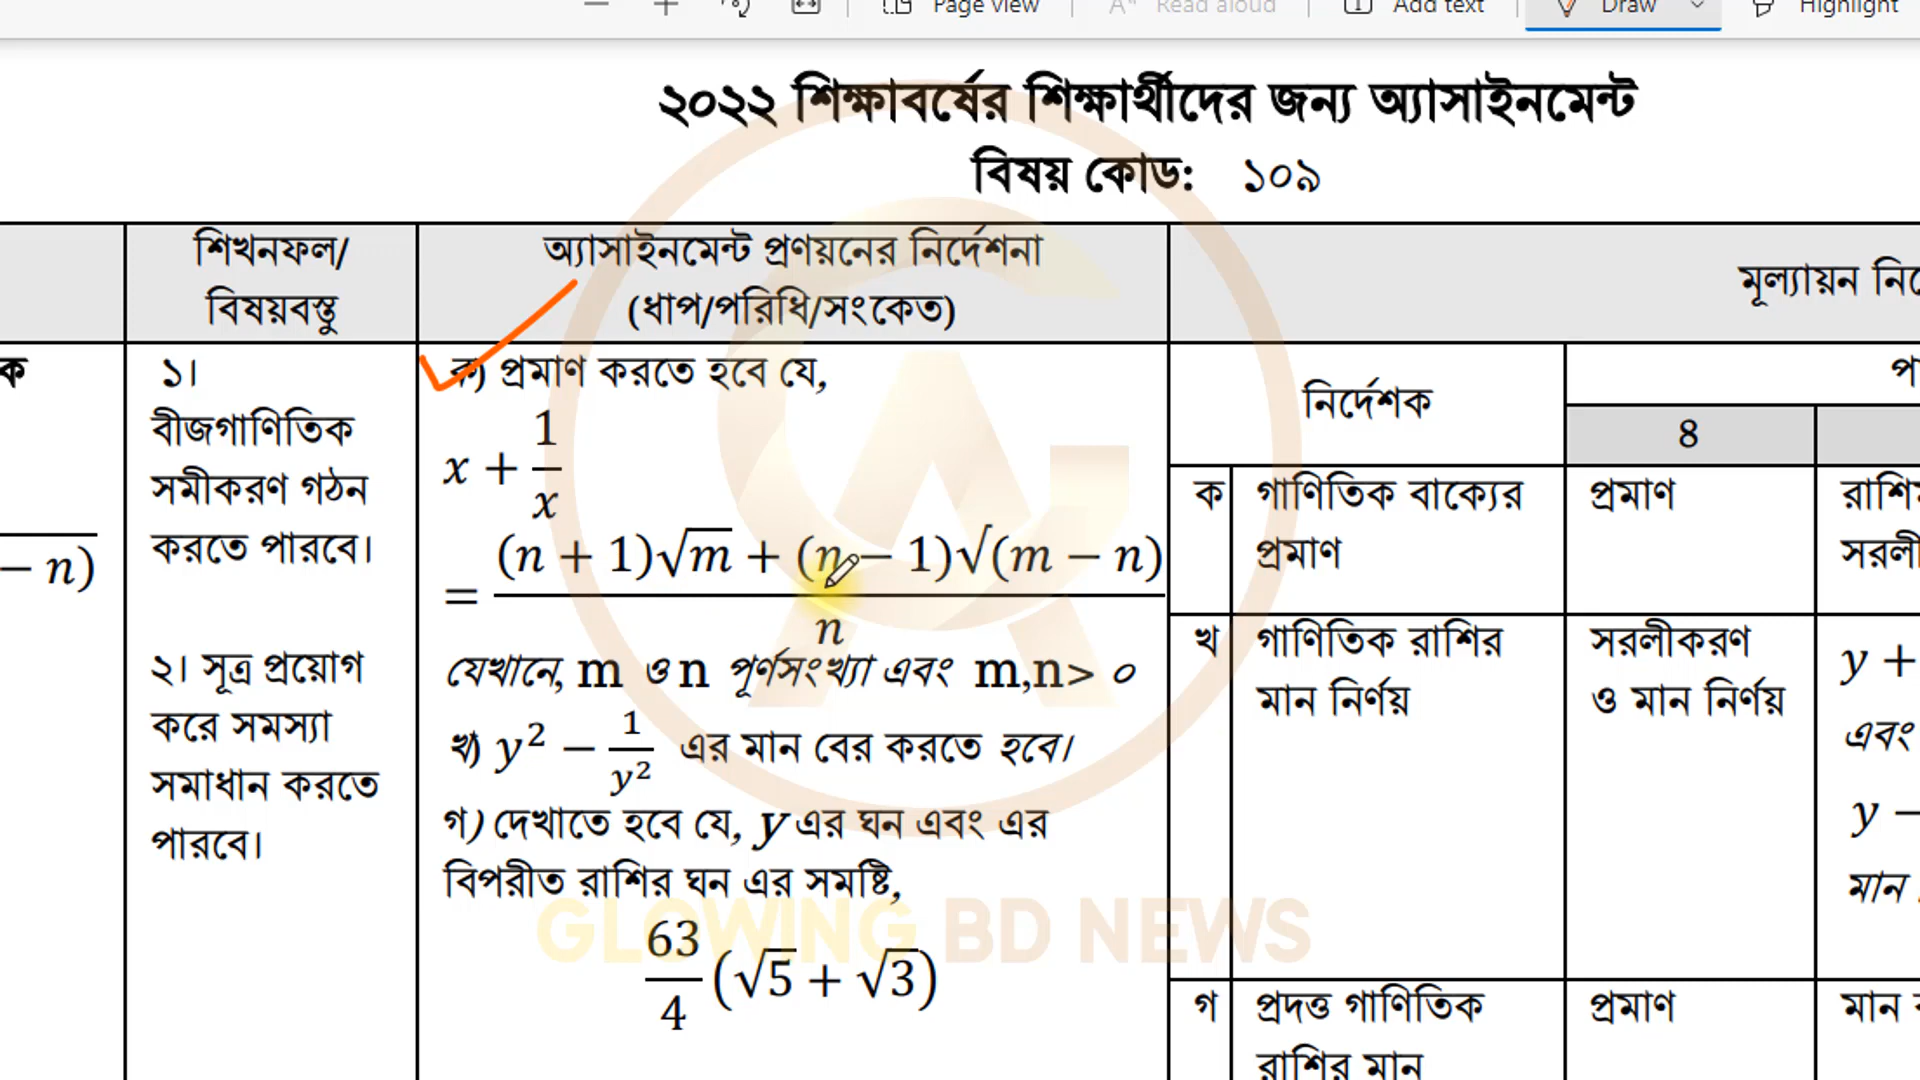 Page view Read aloud Add text Draw Highlight
২০২২ শিক্ষাবর্ষের শিক্ষার্থীদের জন্য অ্যাসাইনমেন্ট
বিষয় কোড: ১০৯
শিখনফল/
বিষয়বস্তু
অ্যাসাইনমেন্ট প্রণয়নের নির্দেশনা
(ধাপ/পরিধি/সংকেত)
মূল্যায়ন
ক
– n)
১।
বীজগাণিতিক
সমীকরণ গঠন
করতে পারবে।
২। সূত্র প্রয়োগ
করে সমস্যা
সমাধান করতে
পারবে।
ক) প্রমাণ করতে হবে যে,
x + 1/x
= ((n + 1)√m + (n – 1)√(m – n))/n
যেখানে, m ও n পূর্ণসংখ্যা এবং m,n> ০
খ) y² – 1/y² এর মান বের করতে হবে।
গ) দেখাতে হবে যে, y এর ঘন এবং এর
বিপরীত রাশির ঘন এর সমষ্টি,
63/4 (√5 + √3)
নির্দেশক
৪
ক গাণিতিক বাক্যের
প্রমাণ
প্রমাণ
খ গাণিতিক রাশির
মান নির্ণয়
সরলীকরণ
ও মান নির্ণয়
y +
এবং
y –
মান
গ প্রদত্ত গাণিতিক
রাশির মান
প্রমাণ
মান
GLOWING BD NEWS